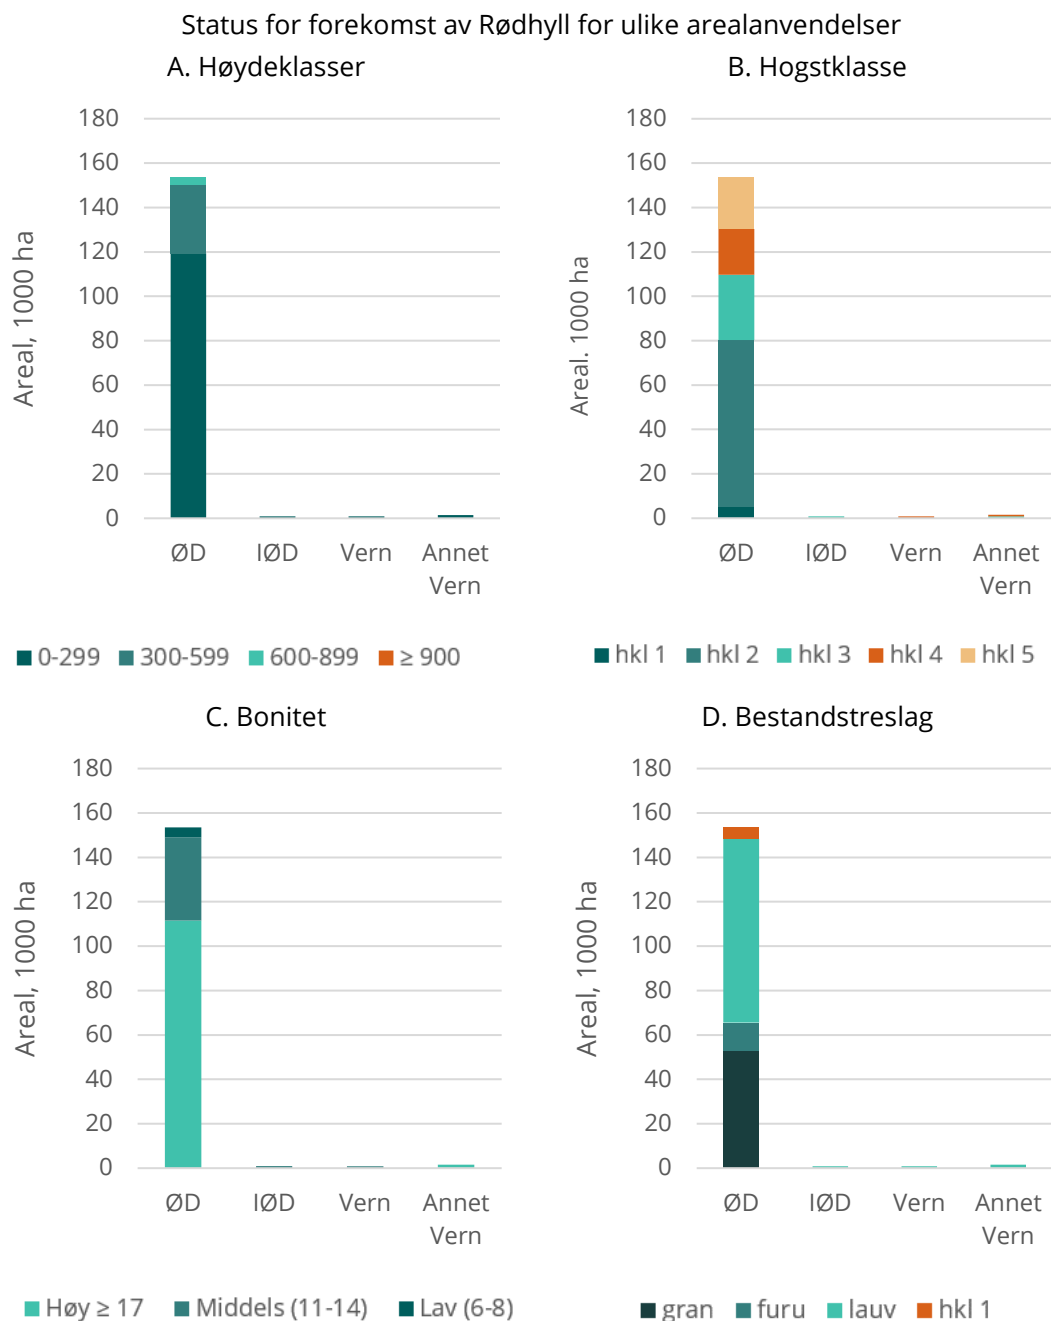 Status for forekomst av Rødhyll for ulike arealanvendelser
A. Høydeklasser
180
160
140
120
100
80
60
40
20
0
Areal, 1000 ha
ØD IØD Vern Annet
Vern
0-299 300-599 600-899 ≥ 900
B. Hogstklasse
180
160
140
120
100
80
60
40
20
0
Areal. 1000 ha
ØD IØD Vern Annet
Vern
hkl 1 hkl 2 hkl 3 hkl 4 hkl 5
C. Bonitet
180
160
140
120
100
80
60
40
20
0
Areal, 1000 ha
ØD IØD Vern Annet
Vern
Høy ≥ 17 Middels (11-14) Lav (6-8)
D. Bestandstreslag
180
160
140
120
100
80
60
40
20
0
Areal, 1000 ha
ØD IØD Vern Annet
Vern
gran furu lauv hkl 1